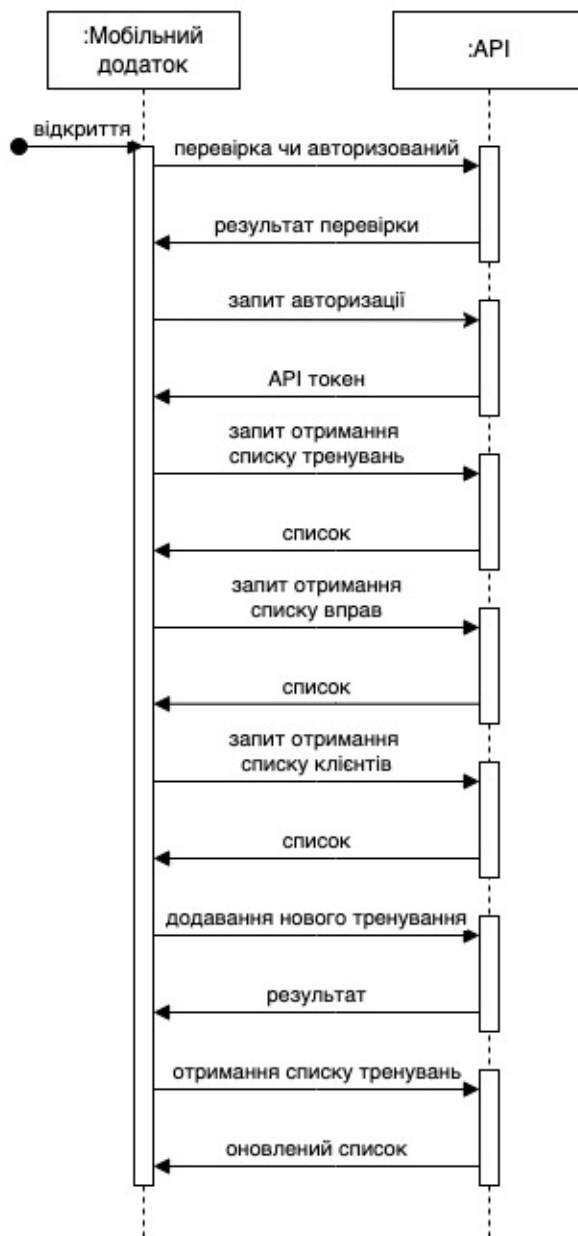 :Мобільний
додаток
:API
відкриття
перевірка чи авторизований
результат перевірки
запит авторизації
API токен
запит отримання
списку тренувань
список
запит отримання
списку вправ
список
запит отримання
списку клієнтів
список
додавання нового тренування
результат
отримання списку тренувань
оновлений список